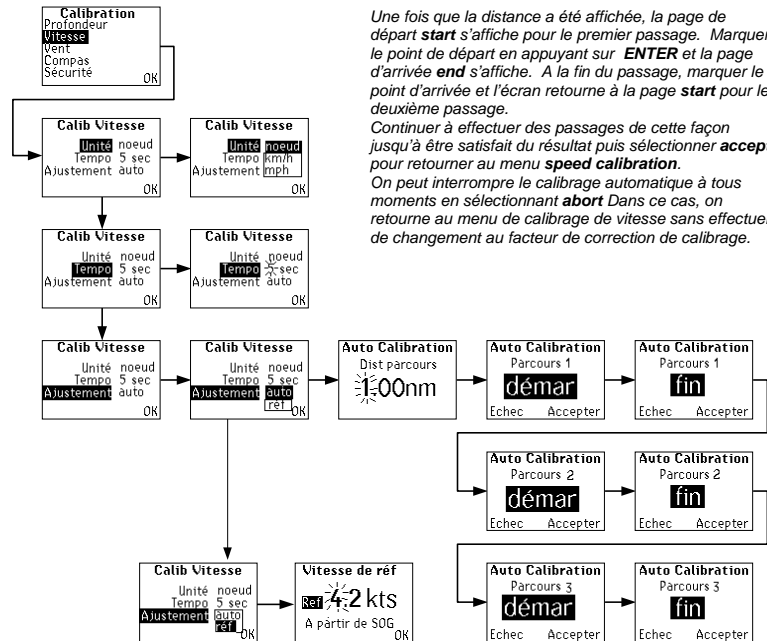 Calibration
Profondeur
Vitesse
Vent
Compas
Sécurité
OK
Une fois que la distance a été affichée, la page de
départ start s’affiche pour le premier passage. Marquer
le point de départ en appuyant sur ENTER et la page
d’arrivée end s’affiche. A la fin du passage, marquer le
point d’arrivée et l’écran retourne à la page start pour le
deuxième passage.
Continuer à effectuer des passages de cette façon
jusqu’à être satisfait du résultat puis sélectionner accept
pour retourner au menu speed calibration.
On peut interrompre le calibrage automatique à tous
moments en sélectionnant abort Dans ce cas, on
retourne au menu de calibrage de vitesse sans effectuer
de changement au facteur de correction de calibrage.
Calib Vitesse
Unité noeud
Tempo 5 sec
Ajustement auto
OK
Calib Vitesse
Unité noeud
Tempo km/h
Ajustement mph
OK
Calib Vitesse
Unité noeud
Tempo 5 sec
Ajustement auto
OK
Calib Vitesse
Unité noeud
Tempo 5 sec
Ajustement auto
OK
Calib Vitesse
Unité noeud
Tempo 5 sec
Ajustement auto
OK
Calib Vitesse
Unité noeud
Tempo 5 sec
Ajustement auto
réf
OK
Auto Calibration
Dist parcours
1.00nm
Auto Calibration
Parcours 1
démar
Echec Accepter
Auto Calibration
Parcours 1
fin
Echec Accepter
Auto Calibration
Parcours 2
démar
Echec Accepter
Auto Calibration
Parcours 2
fin
Echec Accepter
Calib Vitesse
Unité noeud
Tempo 5 sec
Ajustement auto
réf
OK
Vitesse de réf
Ref 4.2 kts
A pártir de SOG
OK
Auto Calibration
Parcours 3
démar
Echec Accepter
Auto Calibration
Parcours 3
fin
Echec Accepter